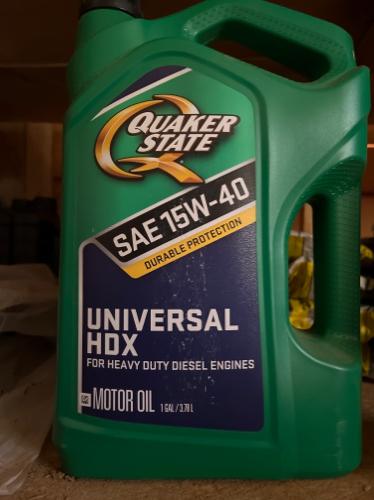 QUAKER
STATE
SAE 15W-40
DURABLE PROTECTION
UNIVERSAL
HDX
FOR HEAVY DUTY DIESEL ENGINES
MOTOR OIL 1 GAL / 3.78 L